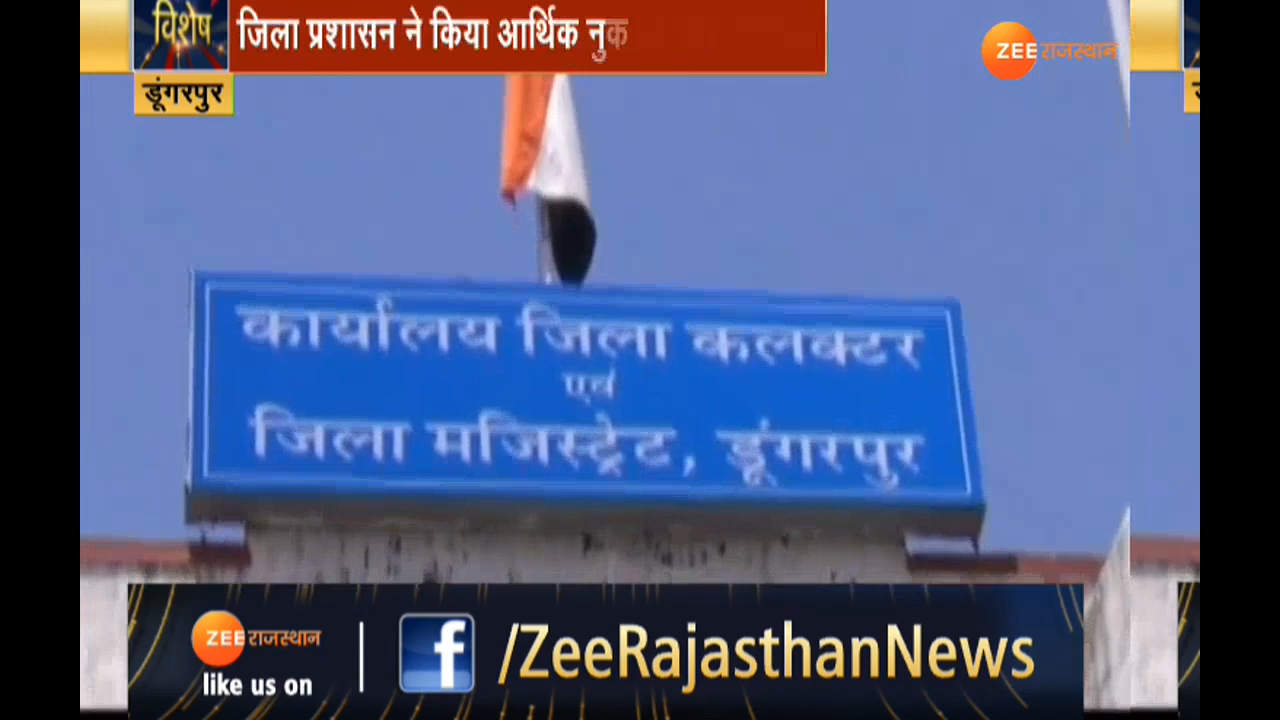 विशेष
जिला प्रशासन ने किया आर्थिक नुक
ZEE राजस्थान
डूंगरपुर
कार्यालय जिला कलक्टर
एवं
जिला मजिस्ट्रेट, डूंगरपुर
ZEE राजस्थान
like us on
f
/ZeeRajasthanNews